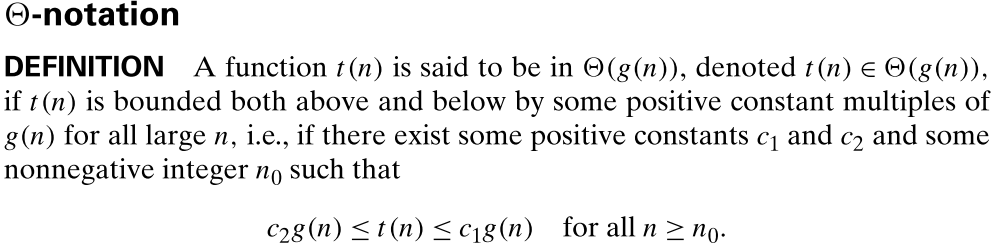 Θ-notation
DEFINITION A function t(n) is said to be in Θ(g(n)), denoted t(n) ∈ Θ(g(n)),
if t(n) is bounded both above and below by some positive constant multiples of
g(n) for all large n, i.e., if there exist some positive constants c₁ and c₂ and some
nonnegative integer n₀ such that
c₂g(n) ≤ t(n) ≤ c₁g(n) for all n ≥ n₀.